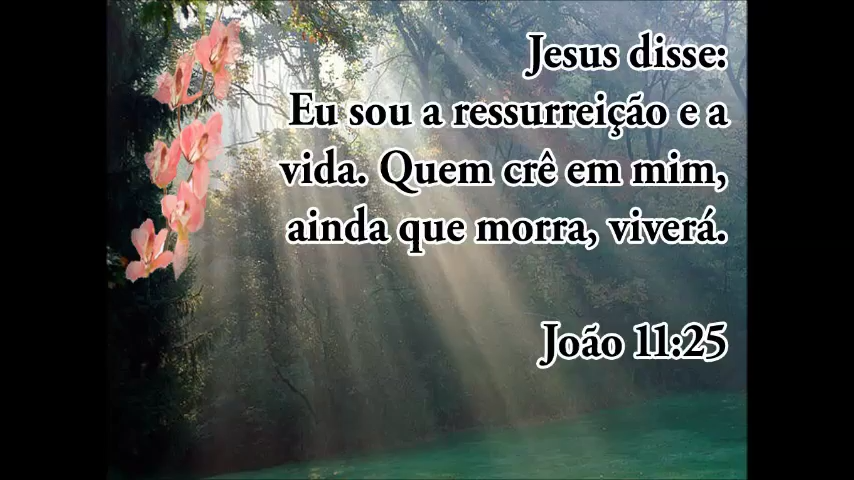 Jesus disse:
Eu sou a ressurreição e a
vida. Quem crê em mim,
ainda que morra, viverá.
João 11:25